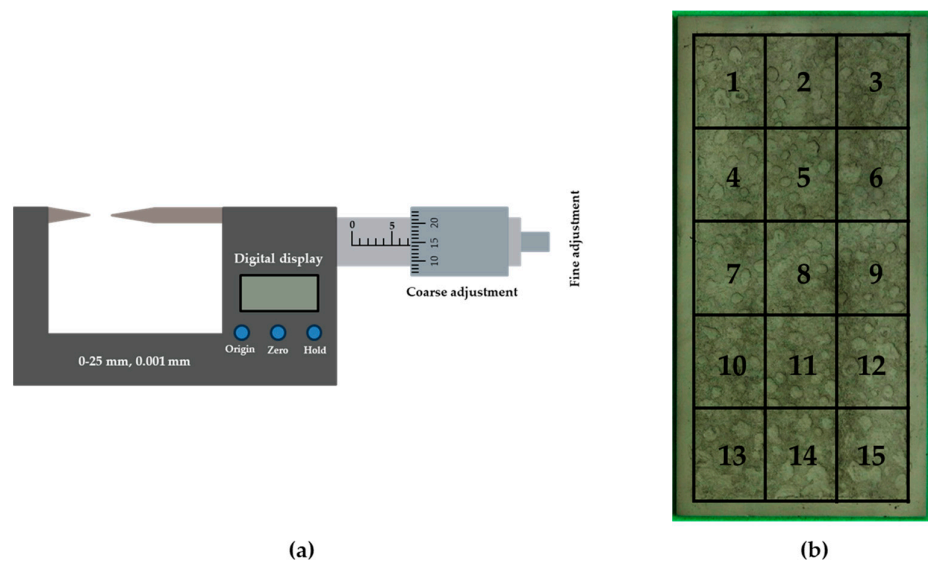 0
5
20
15
10
Digital display
Origin
Zero
Hold
0-25 mm, 0.001 mm
Coarse adjustment
Fine adjustment
1 2 3
4 5 6
7 8 9
10 11 12
13 14 15
(a)
(b)